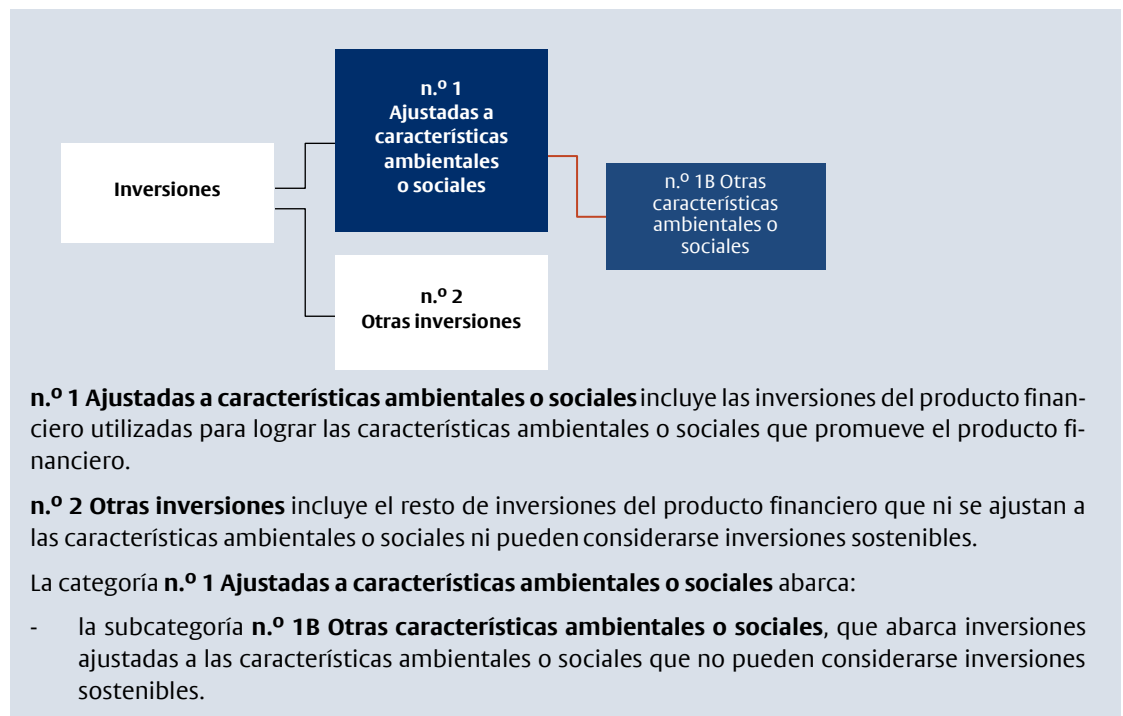 n.º 1
Ajustadas a
características
ambientales
o sociales
Inversiones
n.º 1B Otras
características
ambientales o
sociales
n.º 2
Otras inversiones
n.º 1 Ajustadas a características ambientales o sociales incluye las inversiones del producto finan-
ciero utilizadas para lograr las características ambientales o sociales que promueve el producto fi-
nanciero.
n.º 2 Otras inversiones incluye el resto de inversiones del producto financiero que ni se ajustan a
las características ambientales o sociales ni pueden considerarse inversiones sostenibles.
La categoría n.º 1 Ajustadas a características ambientales o sociales abarca:
- la subcategoría n.º 1B Otras características ambientales o sociales, que abarca inversiones
ajustadas a las características ambientales o sociales que no pueden considerarse inversiones
sostenibles.